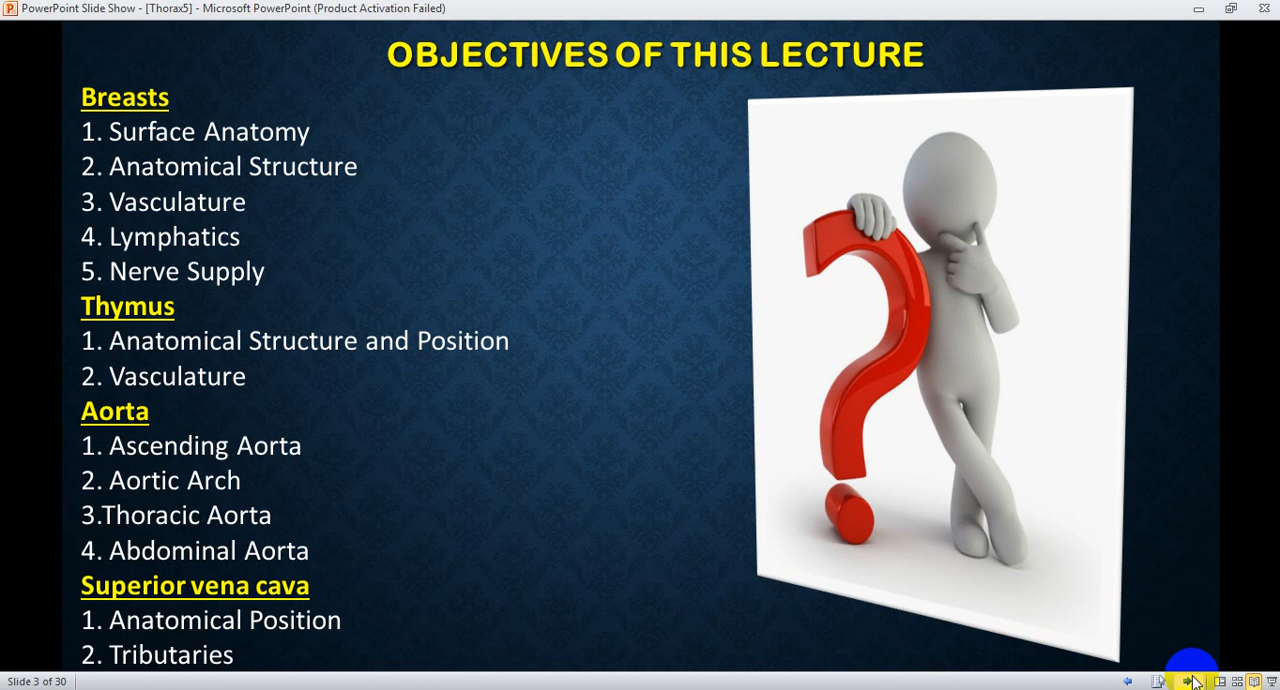 PowerPoint Slide Show - [Thorax5] - Microsoft PowerPoint (Product Activation Failed)
OBJECTIVES OF THIS LECTURE
Breasts
1. Surface Anatomy
2. Anatomical Structure
3. Vasculature
4. Lymphatics
5. Nerve Supply
Thymus
1. Anatomical Structure and Position
2. Vasculature
Aorta
1. Ascending Aorta
2. Aortic Arch
3.Thoracic Aorta
4. Abdominal Aorta
Superior vena cava
1. Anatomical Position
2. Tributaries
Slide 3 of 30